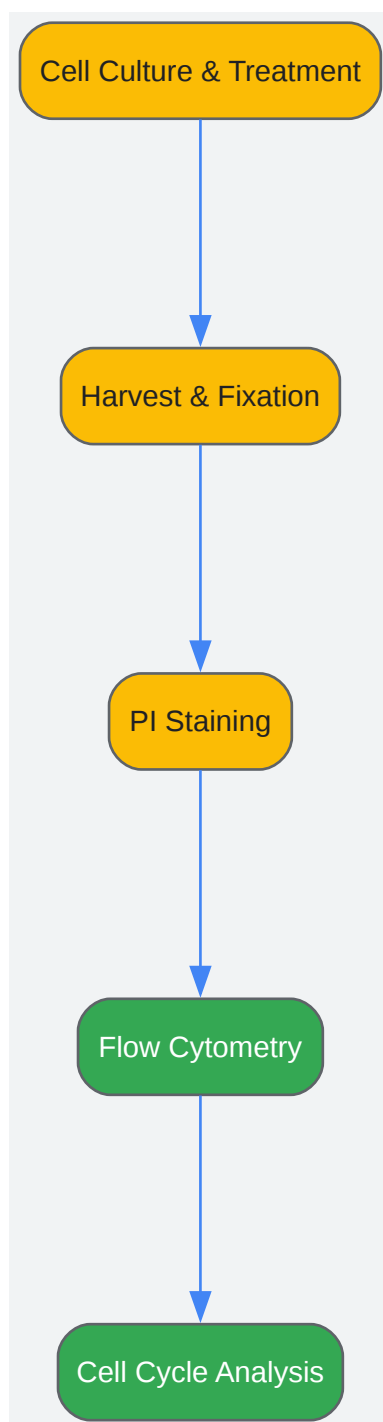 Cell Culture & Treatment
Harvest & Fixation
PI Staining
Flow Cytometry
Cell Cycle Analysis